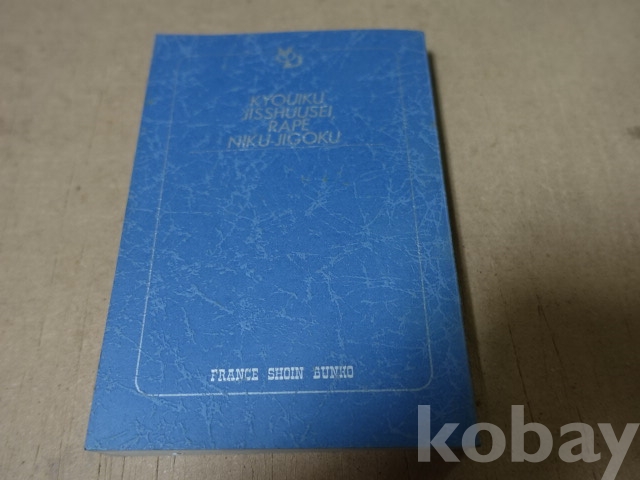 KYOUIKU
JISSHUUSEI
RAPE
NIKU-JIGOKU
FRANCE SHOIN BUNKO
kobay